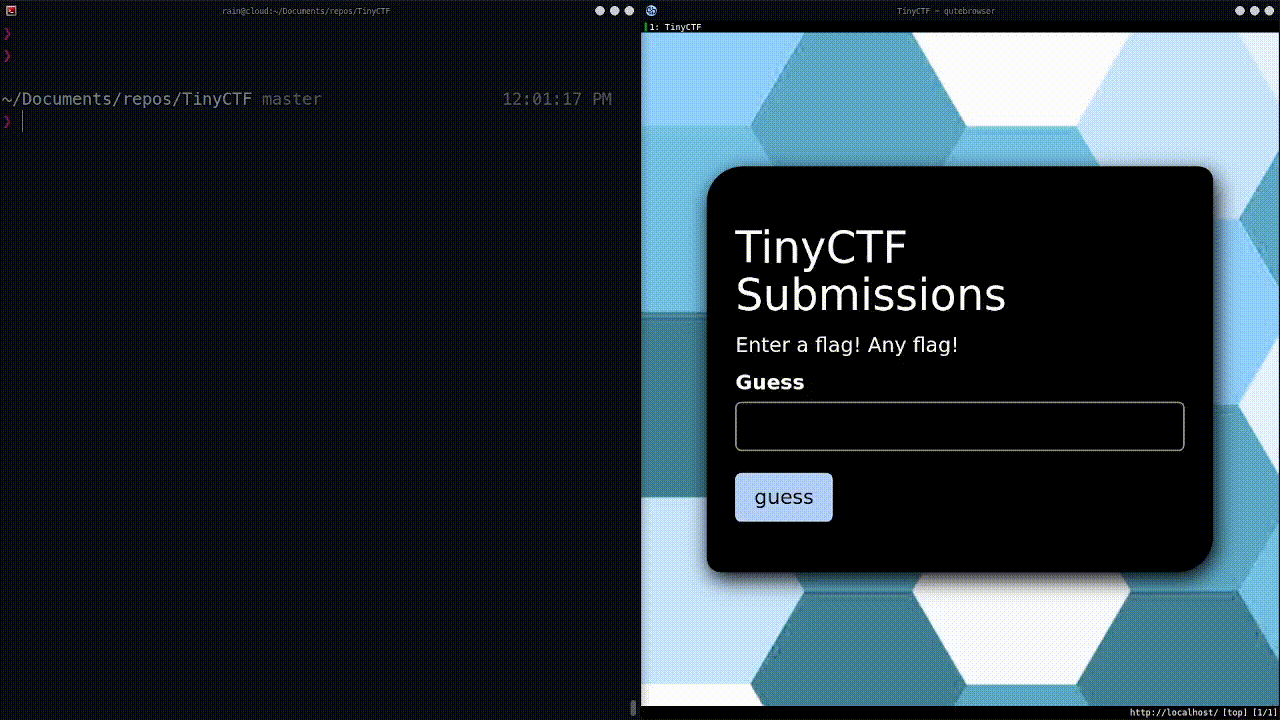 rain@cloud:~/Documents/repos/TinyCTF
❯
❯
~/Documents/repos/TinyCTF master 12:01:17 PM
❯
TinyCTF - qutebrowser
1: TinyCTF
TinyCTF
Submissions
Enter a flag! Any flag!
Guess
guess
http://localhost/ [top] [1/1]